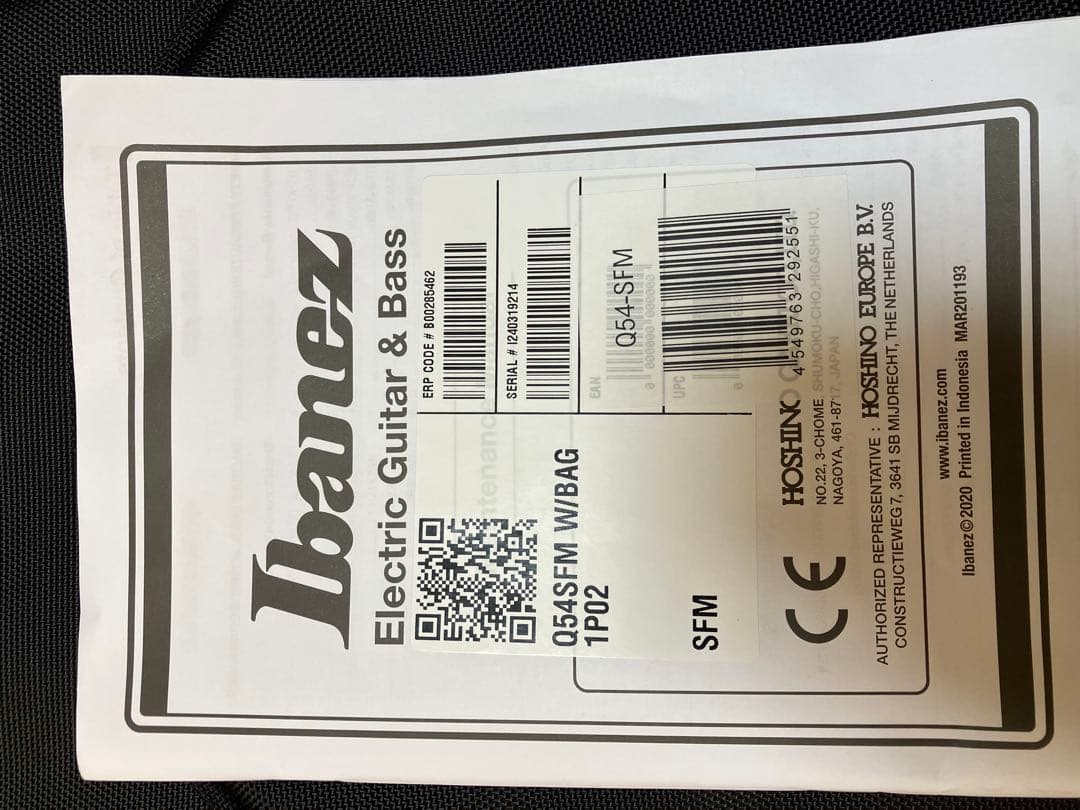 Ibanez
Electric Guitar & Bass
ERP CODE # B00285462
SERIAL # I240319214
EAN
Q54-SFM
UPC
4 549763 292551
tenance
Q54SFM W/BAG
1P02
SFM
CE
HOSHINO
NO.22, 3-CHOME SHUMOKU-CHO,HIGASHI-KU,
NAGOYA, 461-8717, JAPAN
AUTHORIZED REPRESENTATIVE : HOSHINO EUROPE B.V.
CONSTRUCTIEWEG 7, 3641 SB MIJDRECHT, THE NETHERLANDS
www.ibanez.com
Ibanez©2020 Printed in Indonesia MAR201193